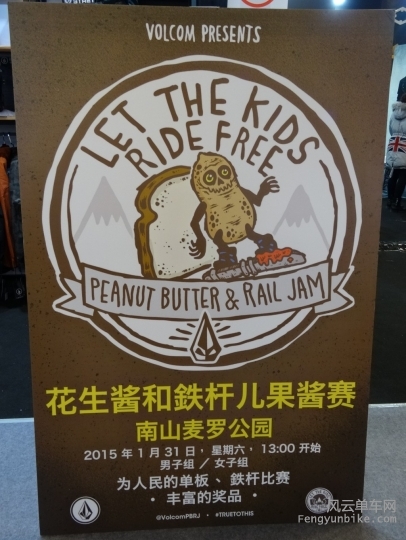 VOLCOM PRESENTS
LET THE KIDS
RIDE FREE
PEANUT BUTTER & RAIL JAM
花生酱和鉄杆儿果酱赛
南山麦罗公园
2015 年 1 月 31 日，星期六，13:00 开始
男子组 ／ 女子组
为人民的单板、鉄杆比赛
· 丰富的奖品 ·
@VolcomPBRJ • #TRUETOTHIS
风云单车网
Fengyunbike.com